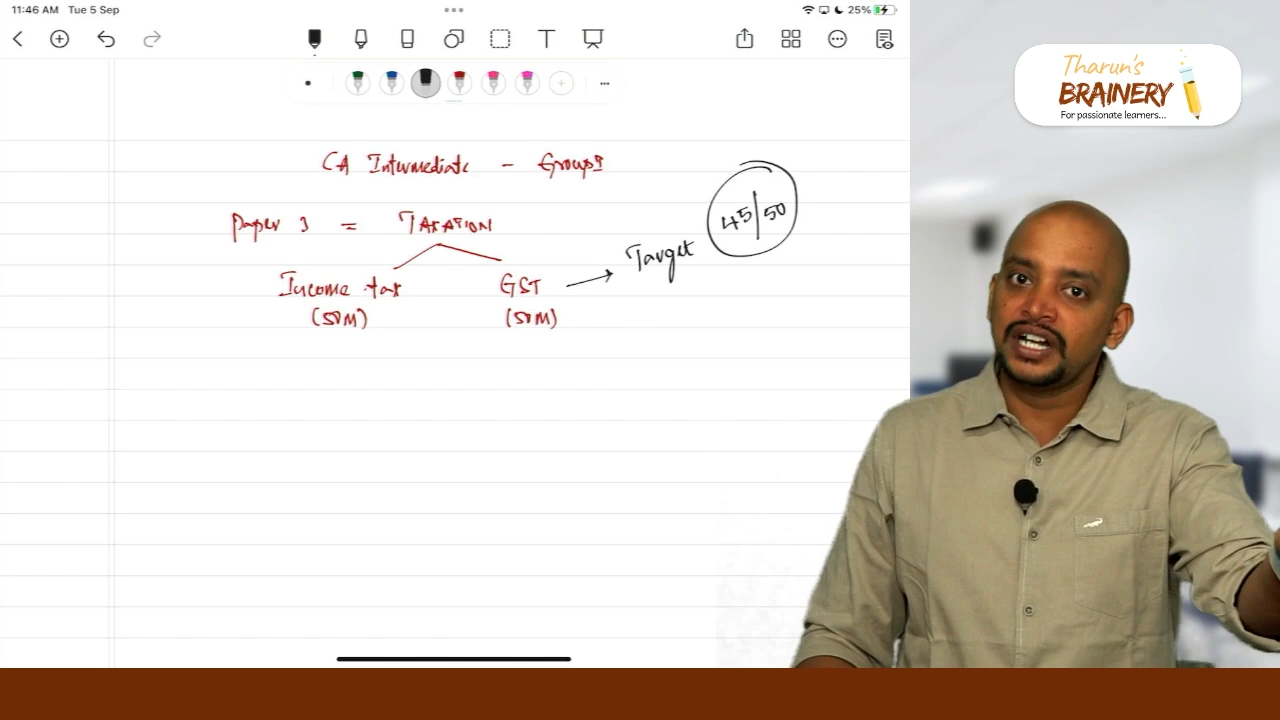 11:46 AM Tue 5 Sep
25%
Tharun's
BRAINERY
For passionate learners...
CA Intermediate - Group I
Paper 3 = TAXATION
Income tax GST → Target 45/50
(50M) (50M)